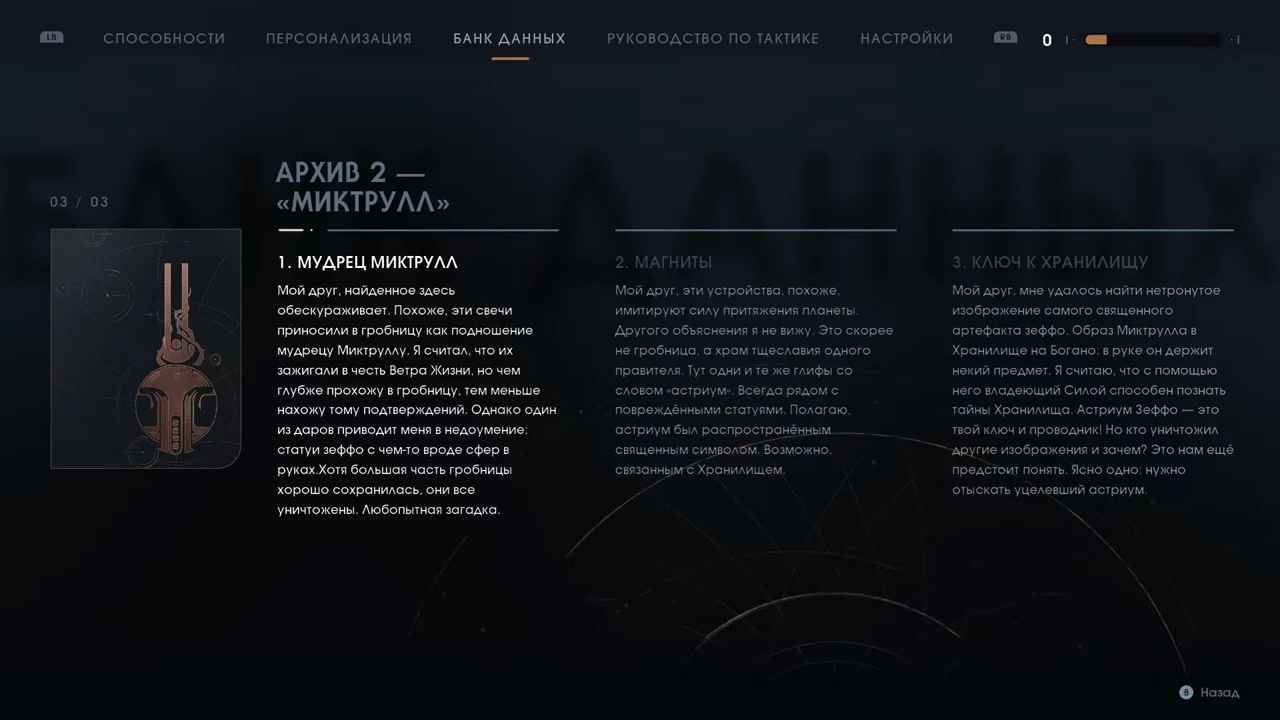 LB
СПОСОБНОСТИ
ПЕРСОНАЛИЗАЦИЯ
БАНК ДАННЫХ
РУКОВОДСТВО ПО ТАКТИКЕ
НАСТРОЙКИ
RB
0
03 / 03
АРХИВ 2 —
«МИКТРУЛЛ»
1. МУДРЕЦ МИКТРУЛЛ
Мой друг, найденное здесь
обескураживает. Похоже, эти свечи
приносили в гробницу как подношение
мудрецу Миктруллу. Я считал, что их
зажигали в честь Ветра Жизни, но чем
глубже прохожу в гробницу, тем меньше
нахожу тому подтверждений. Однако один
из даров приводит меня в недоумение:
статуи зеффо с чем-то вроде сфер в
руках.Хотя большая часть гробницы
хорошо сохранилась, они все
уничтожены. Любопытная загадка.
2. МАГНИТЫ
Мой друг, эти устройства, похоже,
имитируют силу притяжения планеты.
Другого объяснения я не вижу. Это скорее
не гробница, а храм тщеславия одного
правителя. Тут одни и те же глифы со
словом «астриум». Всегда рядом с
повреждёнными статуями. Полагаю,
астриум был распространённым
священным символом. Возможно,
связанным с Хранилищем.
3. КЛЮЧ К ХРАНИЛИЩУ
Мой друг, мне удалось найти нетронутое
изображение самого священного
артефакта зеффо. Образ Миктрулла в
Хранилище на Богано: в руке он держит
некий предмет. Я считаю, что с помощью
него владеющий Силой способен познать
тайны Хранилища. Астриум Зеффо — это
твой ключ и проводник! Но кто уничтожил
другие изображения и зачем? Это нам ещё
предстоит понять. Ясно одно: нужно
отыскать уцелевший астриум.
B Назад
БАНК ДАННЫХ